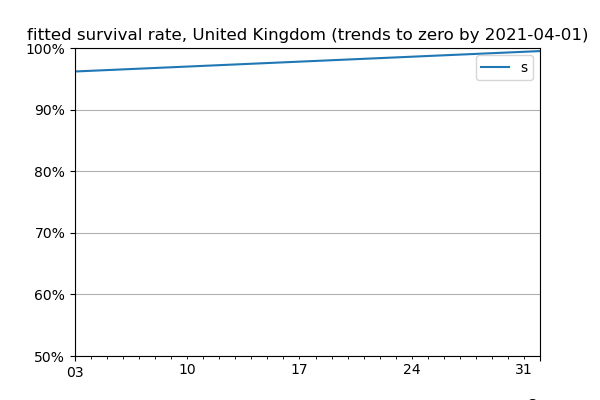 fitted survival rate, United Kingdom (trends to zero by 2021-04-01)
100%
s
90%
80%
70%
60%
50%
03 10 17 24 31